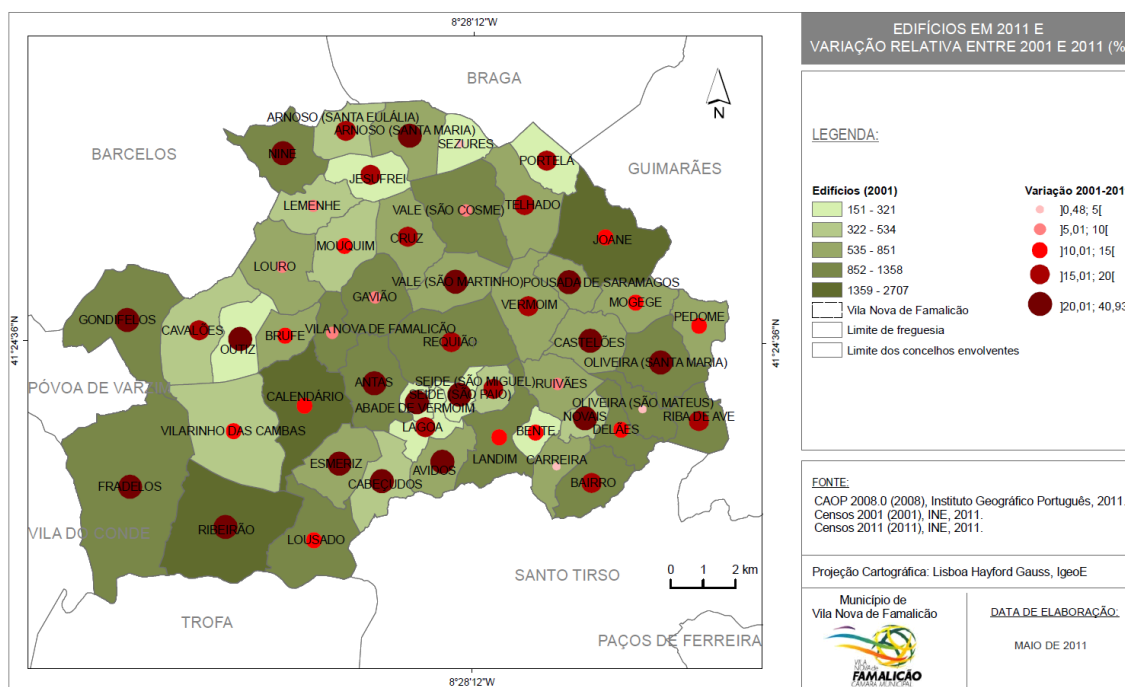 8°28'12"W
EDIFÍCIOS EM 2011 E
VARIAÇÃO RELATIVA ENTRE 2001 E 2011 (%
BRAGA
N
ARNOSO (SANTA EULÁLIA)
ARNOSO (SANTA MARIA)
SEZURES
BARCELOS
NINE
PORTELA
GUIMARÃES
JESUFREI
LEMENHE
VALE (SÃO COSME)
TELHADO
MOUQUIM
CRUZ
JOANE
LOURO
VALE (SÃO MARTINHO)
POUSADA DE SARAMAGOS
GAVIÃO
VERMOIM
MOGEGE
GONDIFELOS
CAVALÕES
OUTIZ
BRUFE
VILA NOVA DE FAMALICÃO
REQUIÃO
CASTELÕES
PEDOME
41°24'36"N
41°24'36"N
OLIVEIRA (SANTA MARIA)
PÓVOA DE VARZIM
CALENDÁRIO
ANTAS
SEIDE (SÃO MIGUEL)
SEIDE (SÃO PAIO)
RUIVÃES
ABADE DE VERMOIM
OLIVEIRA (SÃO MATEUS)
NOVAIS
RIBA DE AVE
VILARINHO DAS CAMBAS
LAGOA
BENTE
DELÃES
LANDIM
CARREIRA
ESMERIZ
AVIDOS
CABEÇUDOS
BAIRRO
FRADELOS
RIBEIRÃO
VILA DO CONDE
LOUSADO
SANTO TIRSO
0 1 2 km
TROFA
PAÇOS DE FERREIRA
8°28'12"W
LEGENDA:
Edifícios (2001)
151 - 321
322 - 534
535 - 851
852 - 1358
1359 - 2707
Vila Nova de Famalicão
Limite de freguesia
Limite dos concelhos envolventes
Variação 2001-201
]0,48; 5[
]5,01; 10[
]10,01; 15[
]15,01; 20[
]20,01; 40,93
FONTE:
CAOP 2008.0 (2008), Instituto Geográfico Português, 2011.
Censos 2001 (2001), INE, 2011.
Censos 2011 (2011), INE, 2011.
Projeção Cartográfica: Lisboa Hayford Gauss, IgeoE
Município de
Vila Nova de Famalicão
VILA
NOVA DE
FAMALICÃO
CÂMARA MUNICIPAL
DATA DE ELABORAÇÃO:
MAIO DE 2011